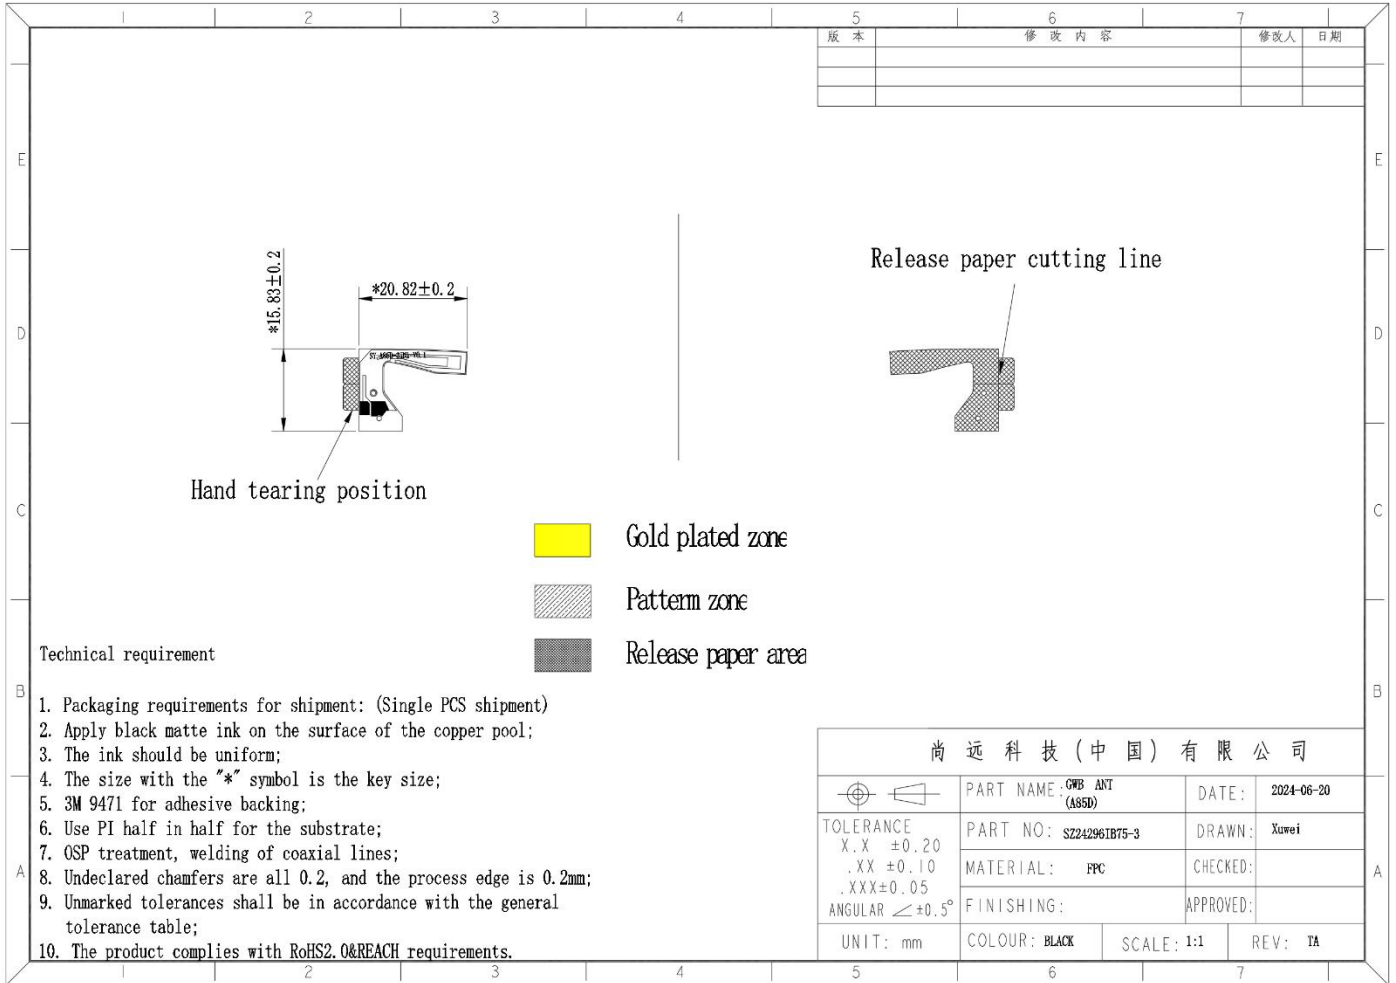 1 2 3 4 5 6 7
版 本 修 改 内 容 修改人 日期
E E
*15.83±0.2
*20.82±0.2
Release paper cutting line
D D
Hand tearing position
C C
Gold plated zone
Patterm zone
Release paper area
Technical requirement
B B
1. Packaging requirements for shipment: (Single PCS shipment)
2. Apply black matte ink on the surface of the copper pool;
3. The ink should be uniform;
4. The size with the "*" symbol is the key size;
5. 3M 9471 for adhesive backing;
6. Use PI half in half for the substrate;
7. OSP treatment, welding of coaxial lines;
8. Undeclared chamfers are all 0.2, and the process edge is 0.2mm;
9. Unmarked tolerances shall be in accordance with the general
tolerance table;
10. The product complies with RoHS2.0&REACH requirements.
A A
尚 远 科 技 (中 国) 有 限 公 司
PART NAME: GWB ANT
(A85D)
DATE: 2024-06-20
TOLERANCE
X.X ±0.20
.XX ±0.10
.XXX±0.05
ANGULAR ∠±0.5°
PART NO: SZ24296IB75-3
DRAWN: Xuwei
MATERIAL: FPC
CHECKED:
FINISHING:
APPROVED:
UNIT: mm
COLOUR: BLACK
SCALE: 1:1
REV: TA
1 2 3 4 5 6 7